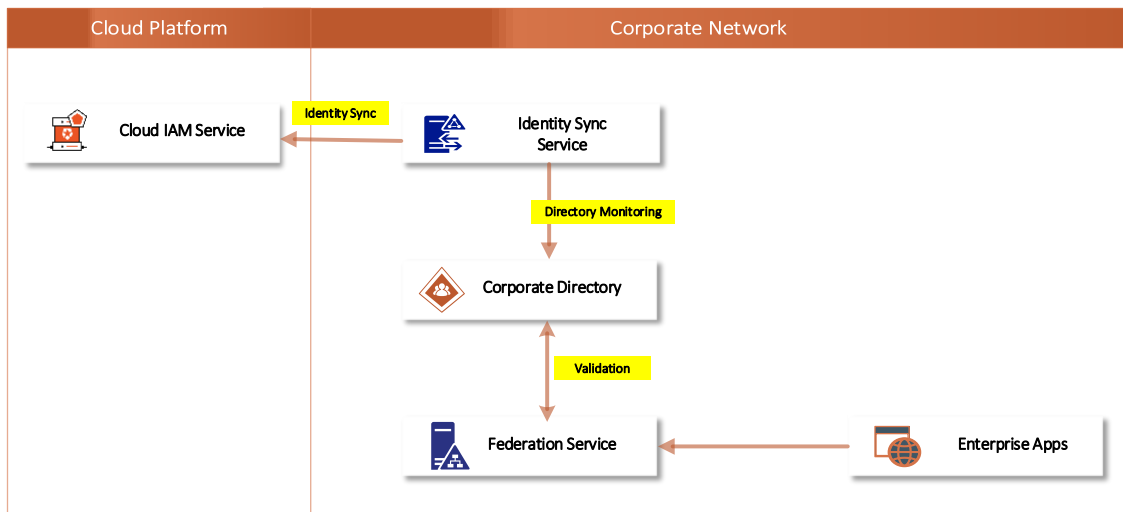 Cloud Platform
Corporate Network
Identity Sync
Cloud IAM Service
Identity Sync
Service
Directory Monitoring
Corporate Directory
Validation
Federation Service
Enterprise Apps